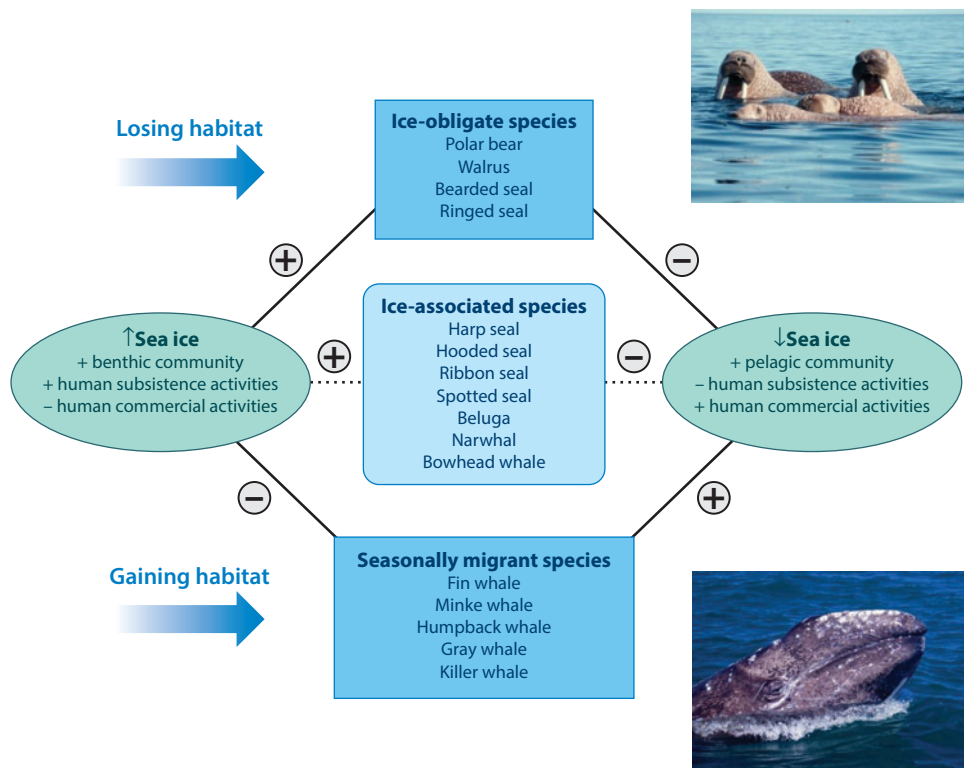 Losing habitat
Ice-obligate species
Polar bear
Walrus
Bearded seal
Ringed seal
+
−
↑Sea ice
+ benthic community
+ human subsistence activities
− human commercial activities
+
Ice-associated species
Harp seal
Hooded seal
Ribbon seal
Spotted seal
Beluga
Narwhal
Bowhead whale
−
↓Sea ice
+ pelagic community
− human subsistence activities
+ human commercial activities
−
+
Gaining habitat
Seasonally migrant species
Fin whale
Minke whale
Humpback whale
Gray whale
Killer whale